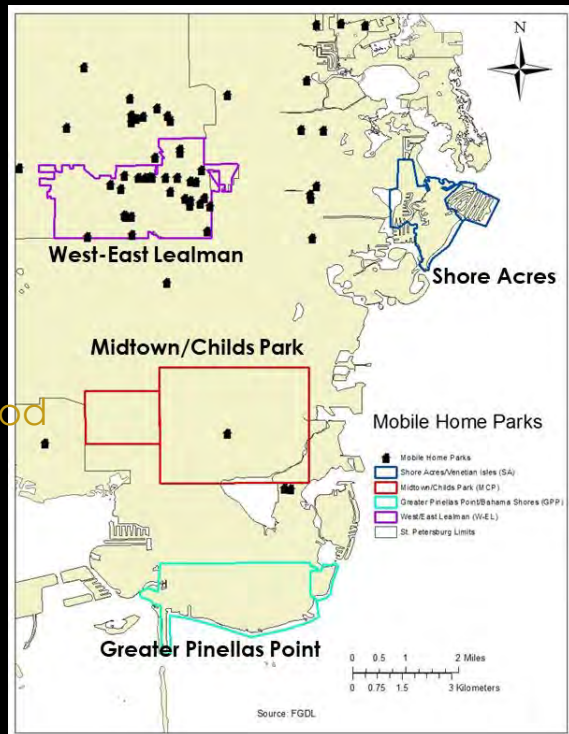 N
West-East Lealman
Shore Acres
Midtown/Childs Park
od
Mobile Home Parks
Mobile Home Parks
Shore Acres/Venetian Isles (SA)
Midtown/Childs Park (MCP)
Greater Pinellas Point/Bahama Shores (GPP)
West/East Lealman (W-EL)
St. Petersburg Limits
Greater Pinellas Point
0 0.5 1 2 Miles
0 0.75 1.5 3 Kilometers
Source: FGDL